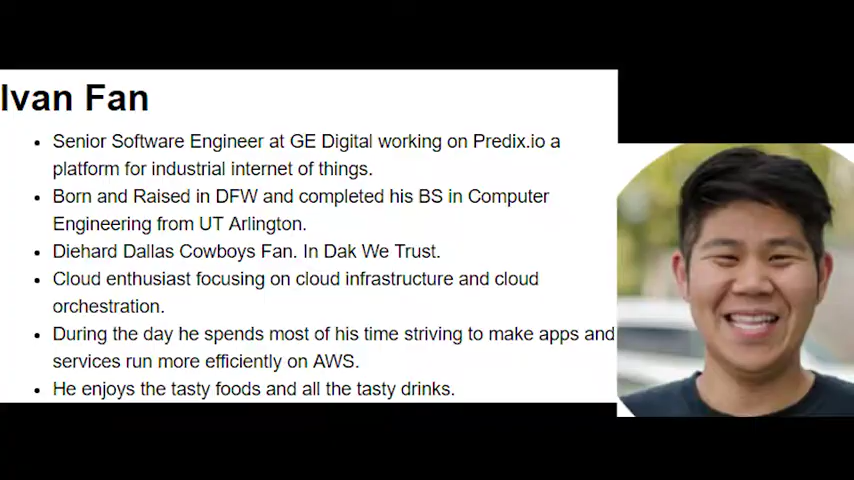 Ivan Fan
Senior Software Engineer at GE Digital working on Predix.io a
platform for industrial internet of things.
Born and Raised in DFW and completed his BS in Computer
Engineering from UT Arlington.
Diehard Dallas Cowboys Fan. In Dak We Trust.
Cloud enthusiast focusing on cloud infrastructure and cloud
orchestration.
During the day he spends most of his time striving to make apps and
services run more efficiently on AWS.
He enjoys the tasty foods and all the tasty drinks.